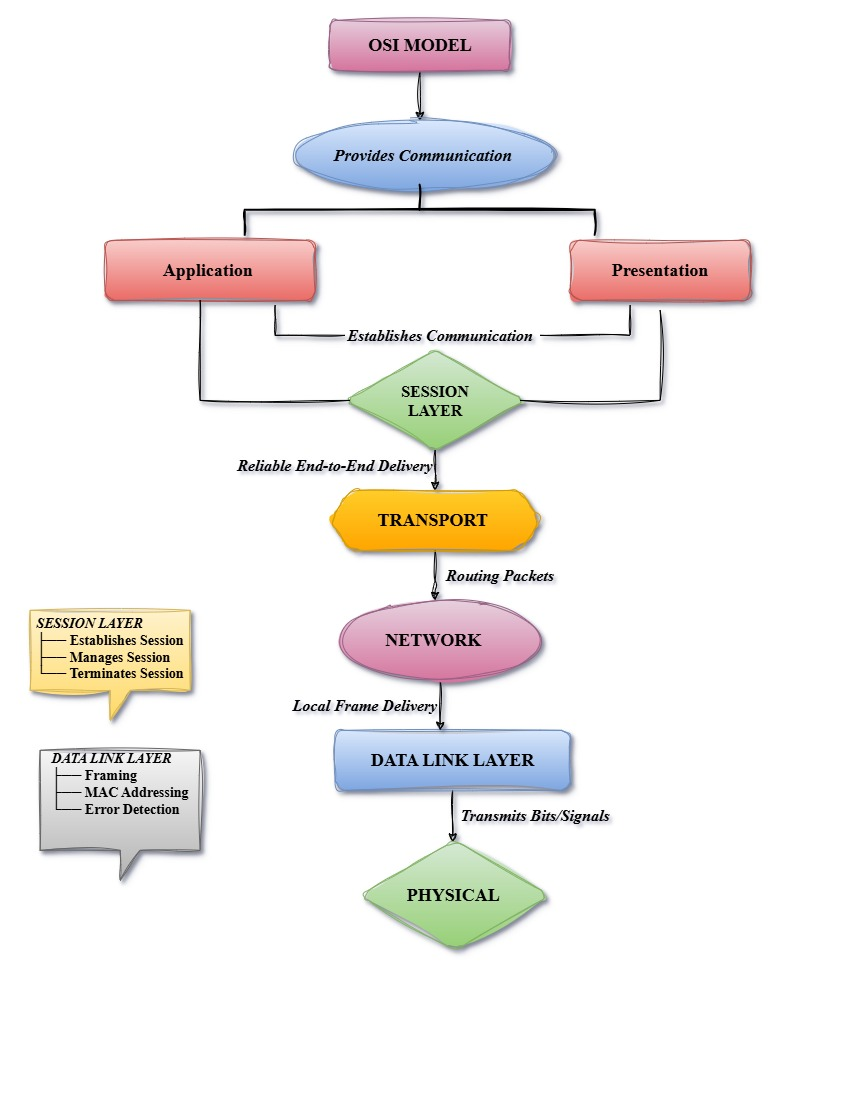 OSI MODEL
Provides Communication
Application
Presentation
Establishes Communication
SESSION
LAYER
Reliable End-to-End Delivery
TRANSPORT
Routing Packets
NETWORK
SESSION LAYER
Establishes Session
Manages Session
Terminates Session
Local Frame Delivery
DATA LINK LAYER
DATA LINK LAYER
Framing
MAC Addressing
Error Detection
Transmits Bits/Signals
PHYSICAL